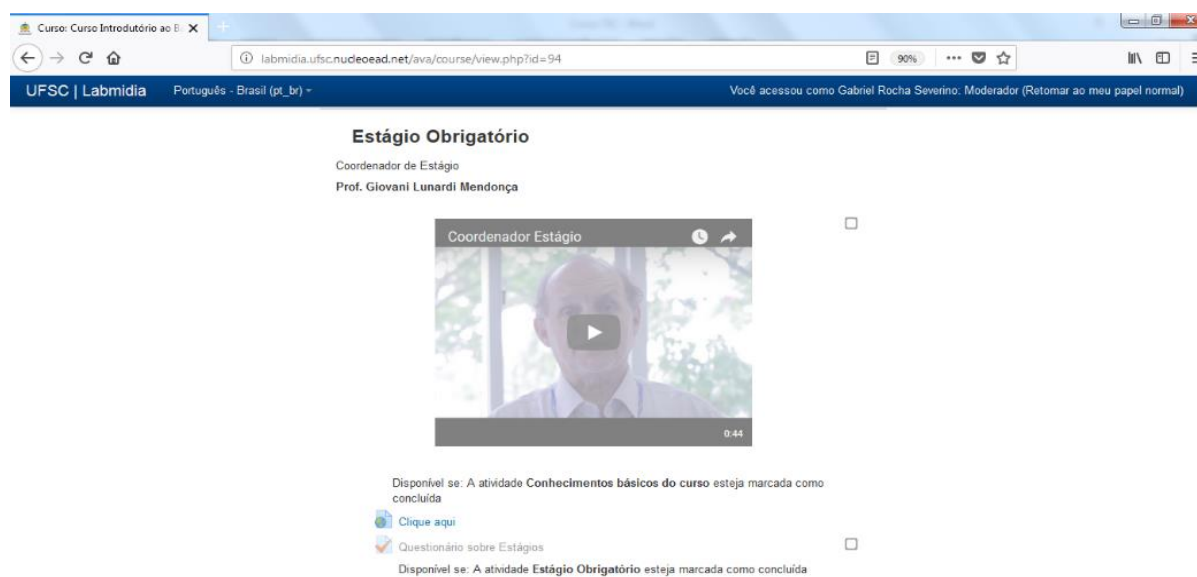 Curso: Curso Introdutório ao B
labmidia.ufsc.nucleoead.net/ava/course/view.php?id=94
90%
UFSC | Labmidia
Português - Brasil (pt_br)
Você acessou como Gabriel Rocha Severino: Moderador (Retomar ao meu papel normal)
Estágio Obrigatório
Coordenador de Estágio
Prof. Giovani Lunardi Mendonça
Coordenador Estágio
0:44
Disponível se: A atividade Conhecimentos básicos do curso esteja marcada como
concluída
Clique aqui
Questionário sobre Estágios
Disponível se: A atividade Estágio Obrigatório esteja marcada como concluída